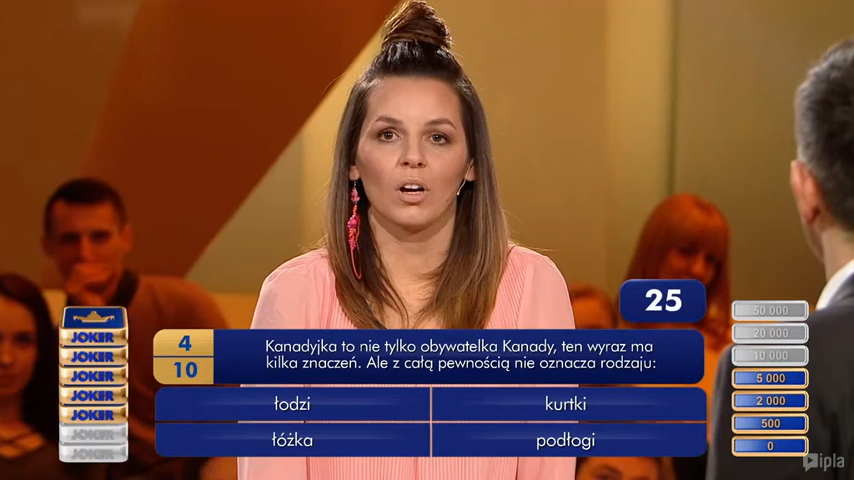 25
4
10
Kanadyjka to nie tylko obywatelka Kanady, ten wyraz ma
kilka znaczeń. Ale z całą pewnością nie oznacza rodzaju:
łodzi
kurtki
łóżka
podłogi
JOKER
JOKER
JOKER
JOKER
JOKER
JOKER
50 000
20 000
10 000
5 000
2 000
500
0
ipla